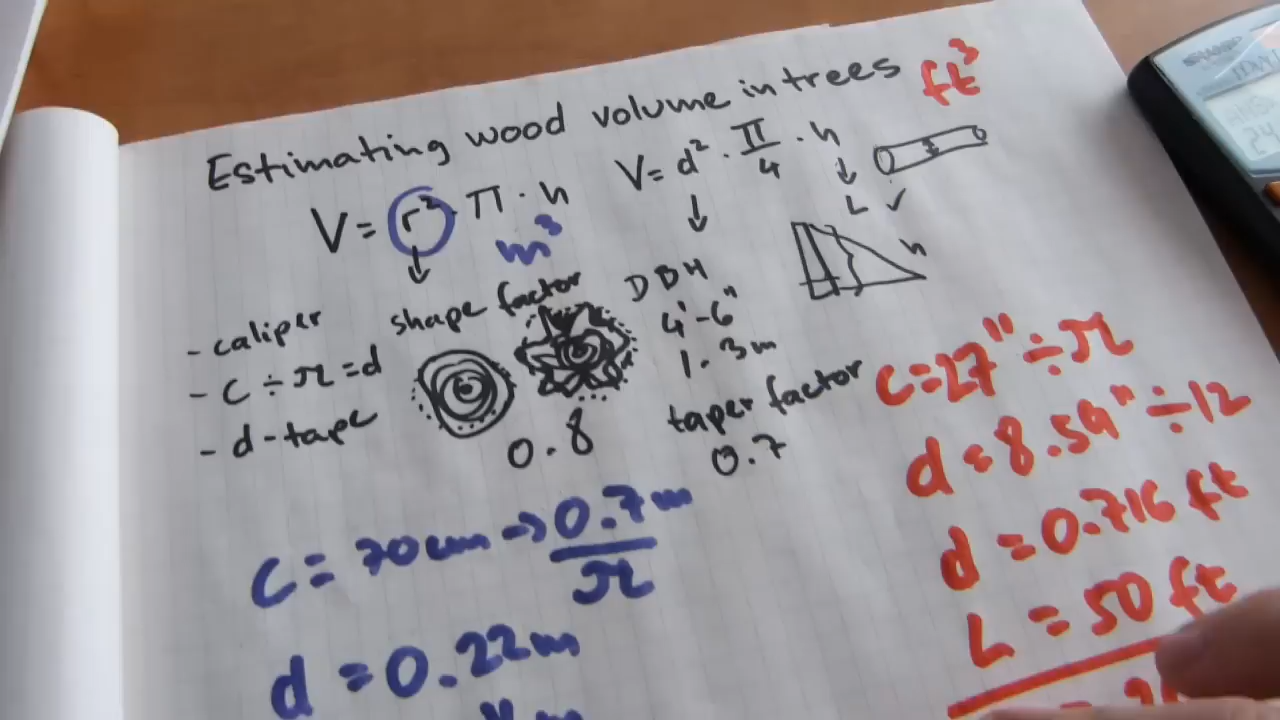 Estimating wood volume in trees ft³
V = r² · π · h
m³
V = d² · π/4 · h
L ✓
h
- caliper
- C ÷ π = d
- d-tape
shape factor
0.8
DBH
4'-6"
1.3m
taper factor
0.7
C = 70cm → 0.7m / π
d = 0.22m
C = 27" ÷ π
d = 8.59" ÷ 12
d = 0.716 ft
L = 50 ft
SHARP